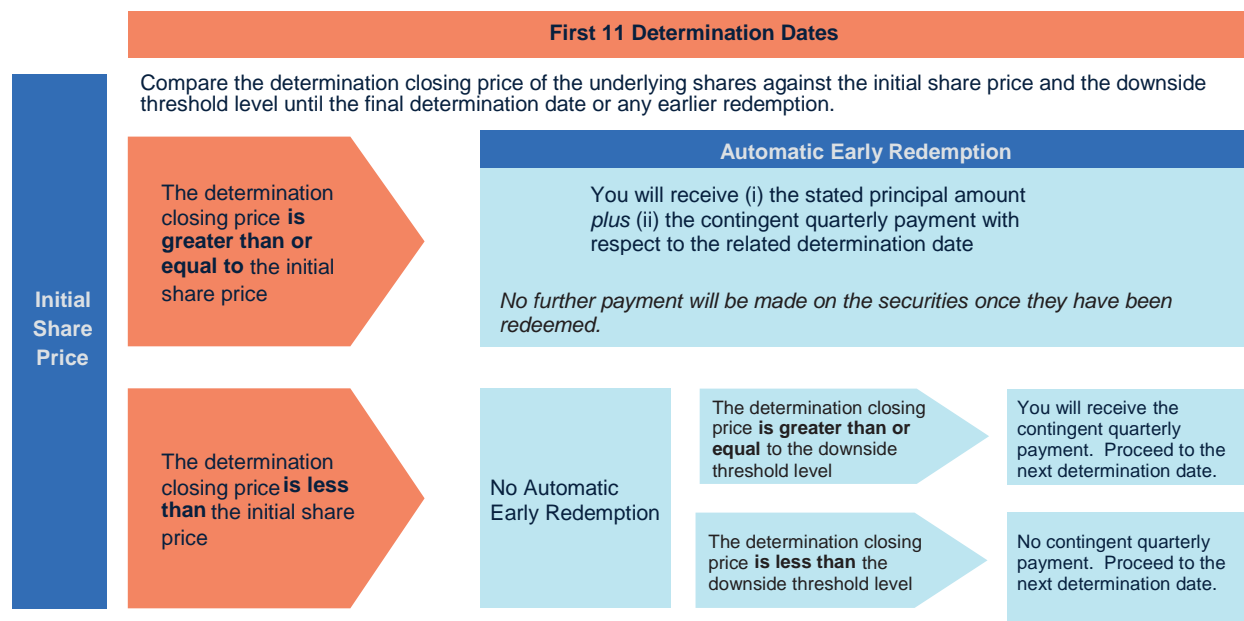 First 11 Determination Dates
Compare the determination closing price of the underlying shares against the initial share price and the downside
threshold level until the final determination date or any earlier redemption.
Initial
Share
Price
The determination
closing price is
greater than or
equal to the initial
share price
Automatic Early Redemption
You will receive (i) the stated principal amount
plus (ii) the contingent quarterly payment with
respect to the related determination date
No further payment will be made on the securities once they have been
redeemed.
The determination
closing price is less
than the initial share
price
No Automatic
Early Redemption
The determination closing
price is greater than or
equal to the downside
threshold level
You will receive the
contingent quarterly
payment. Proceed to the
next determination date.
The determination closing
price is less than the
downside threshold level
No contingent quarterly
payment. Proceed to the
next determination date.